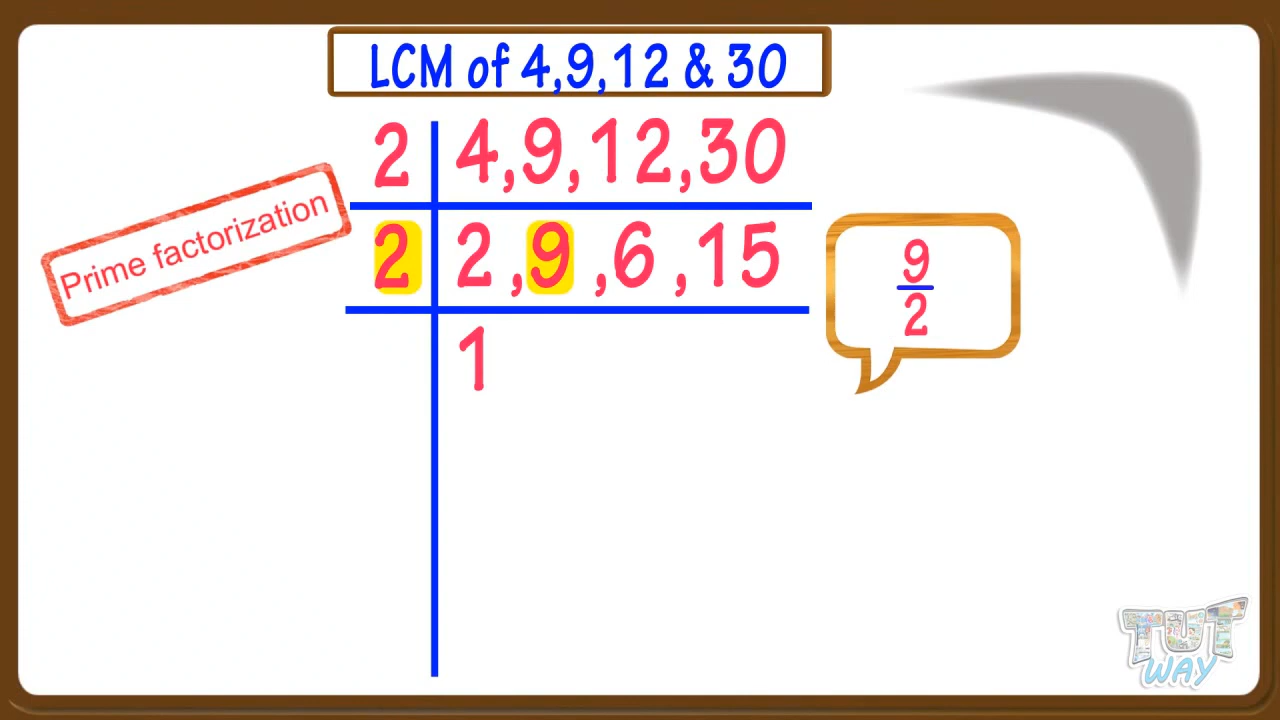 LCM of 4,9,12 & 30
2 4,9,12,30
Prime factorization
2 2,9,6,15
9
2
1
TUT
WAY